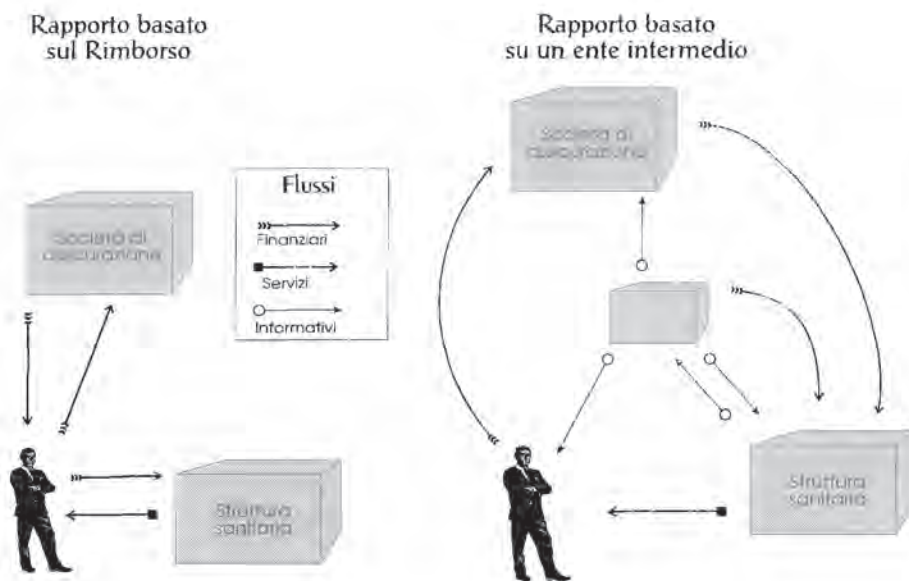 Rapporto basato
sul Rimborso
Rapporto basato
su un ente intermedio
Flussi
Finanziari
Servizi
Informativi
Società di
assicurazione
Struttura
sanitaria
Società di
assicurazione
Struttura
sanitaria